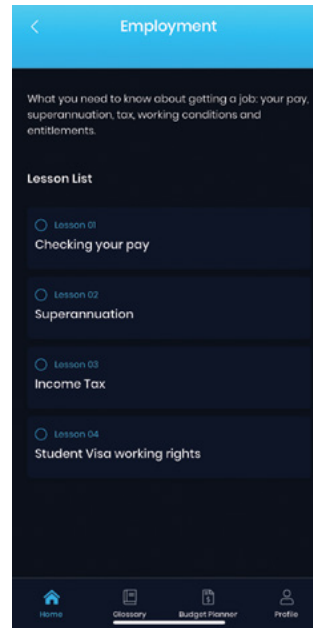 Employment
What you need to know about getting a job: your pay,
superannuation, tax, working conditions and
entitlements.
Lesson List
Lesson 01
Checking your pay
Lesson 02
Superannuation
Lesson 03
Income Tax
Lesson 04
Student Visa working rights
Home Glossary Budget Planner Profile